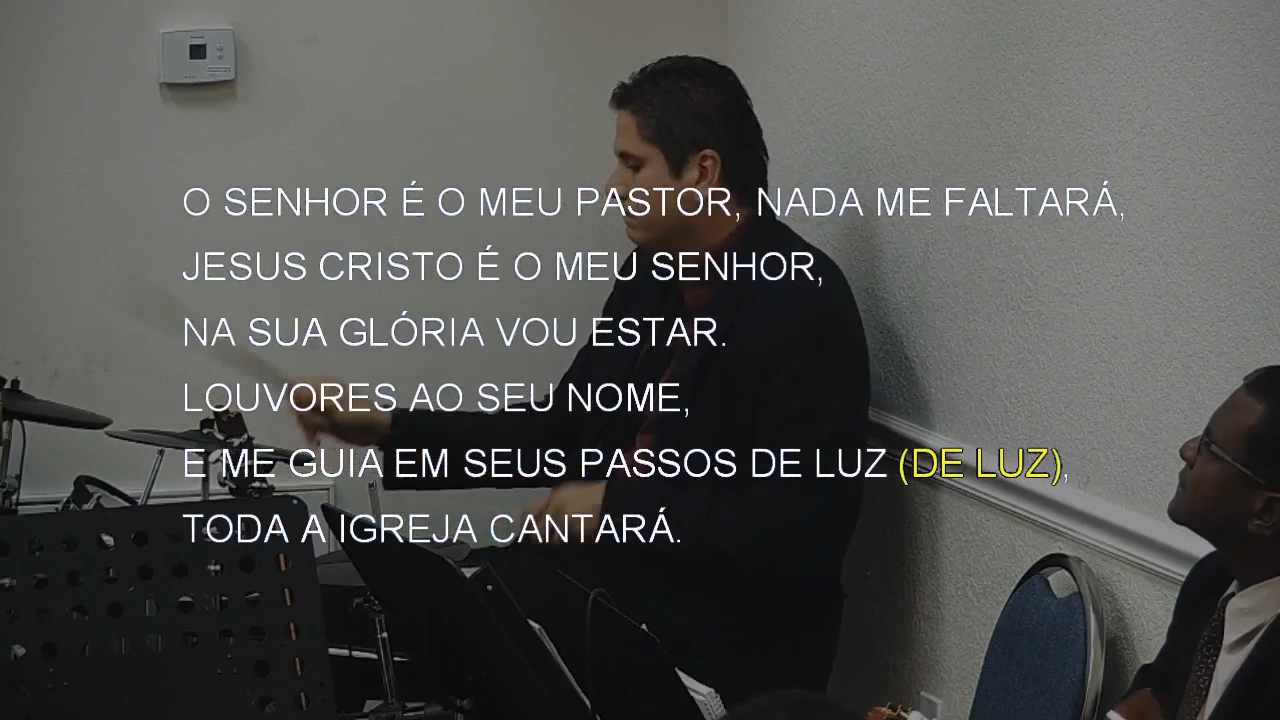 O SENHOR É O MEU PASTOR, NADA ME FALTARÁ,
JESUS CRISTO É O MEU SENHOR,
NA SUA GLÓRIA VOU ESTAR.
LOUVORES AO SEU NOME,
E ME GUIA EM SEUS PASSOS DE LUZ (DE LUZ),
TODA A IGREJA CANTARÁ.